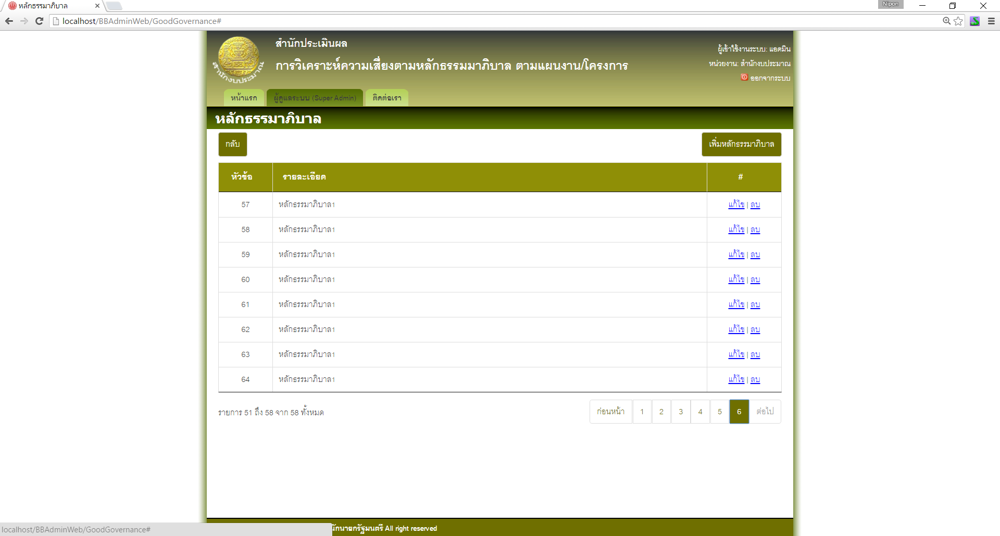 หลักธรรมาภิบาล
Nipon
localhost/BBAdminWeb/GoodGovernance#
สำนักประเมินผล
การวิเคราะห์ความเสี่ยงตามหลักธรรมมาภิบาล ตามแผนงาน/โครงการ
ผู้เข้าใช้งานระบบ: แอดมิน
หน่วยงาน: สำนักงบประมาณ
ออกจากระบบ
สำนักงบประมาณ
หน้าแรก ผู้ดูแลระบบ (Super Admin) ติดต่อเรา
หลักธรรมาภิบาล
กลับ เพิ่มหลักธรรมาภิบาล
หัวข้อ รายละเอียด #
57 หลักธรรมาภิบาล1 แก้ไข | ลบ
58 หลักธรรมาภิบาล1 แก้ไข | ลบ
59 หลักธรรมาภิบาล1 แก้ไข | ลบ
60 หลักธรรมาภิบาล1 แก้ไข | ลบ
61 หลักธรรมาภิบาล1 แก้ไข | ลบ
62 หลักธรรมาภิบาล1 แก้ไข | ลบ
63 หลักธรรมาภิบาล1 แก้ไข | ลบ
64 หลักธรรมาภิบาล1 แก้ไข | ลบ
รายการ 51 ถึง 58 จาก 58 ทั้งหมด ก่อนหน้า 1 2 3 4 5 6 ต่อไป
นักนายกรัฐมนตรี All right reserved
localhost/BBAdminWeb/GoodGovernance#